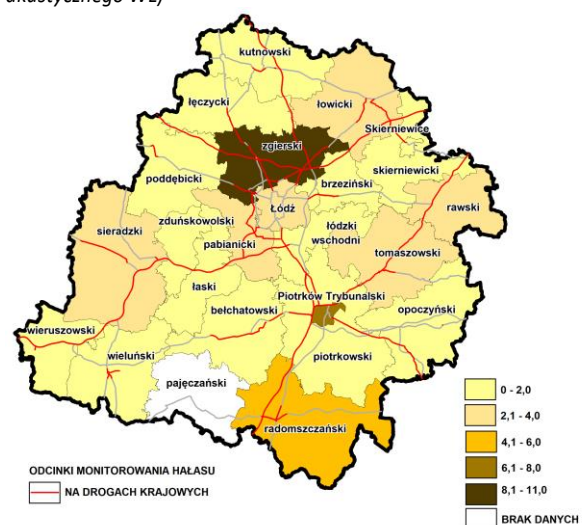 akustycznego WE)
kutnowski
łęczycki
łowicki
Skierniewice
zgierski
skierniewicki
poddębicki
brzeziński
Łódź
rawski
zduńskowolski
łódzki
wschodni
sieradzki
pabianicki
tomaszowski
łaski
Piotrków Trybunalski
bełchatowski
opoczyński
wieruszowski
wieluński
piotrkowski
pajęczański
radomszczański
0 - 2,0
2,1 - 4,0
4,1 - 6,0
6,1 - 8,0
8,1 - 11,0
BRAK DANYCH
ODCINKI MONITOROWANIA HAŁASU
NA DROGACH KRAJOWYCH